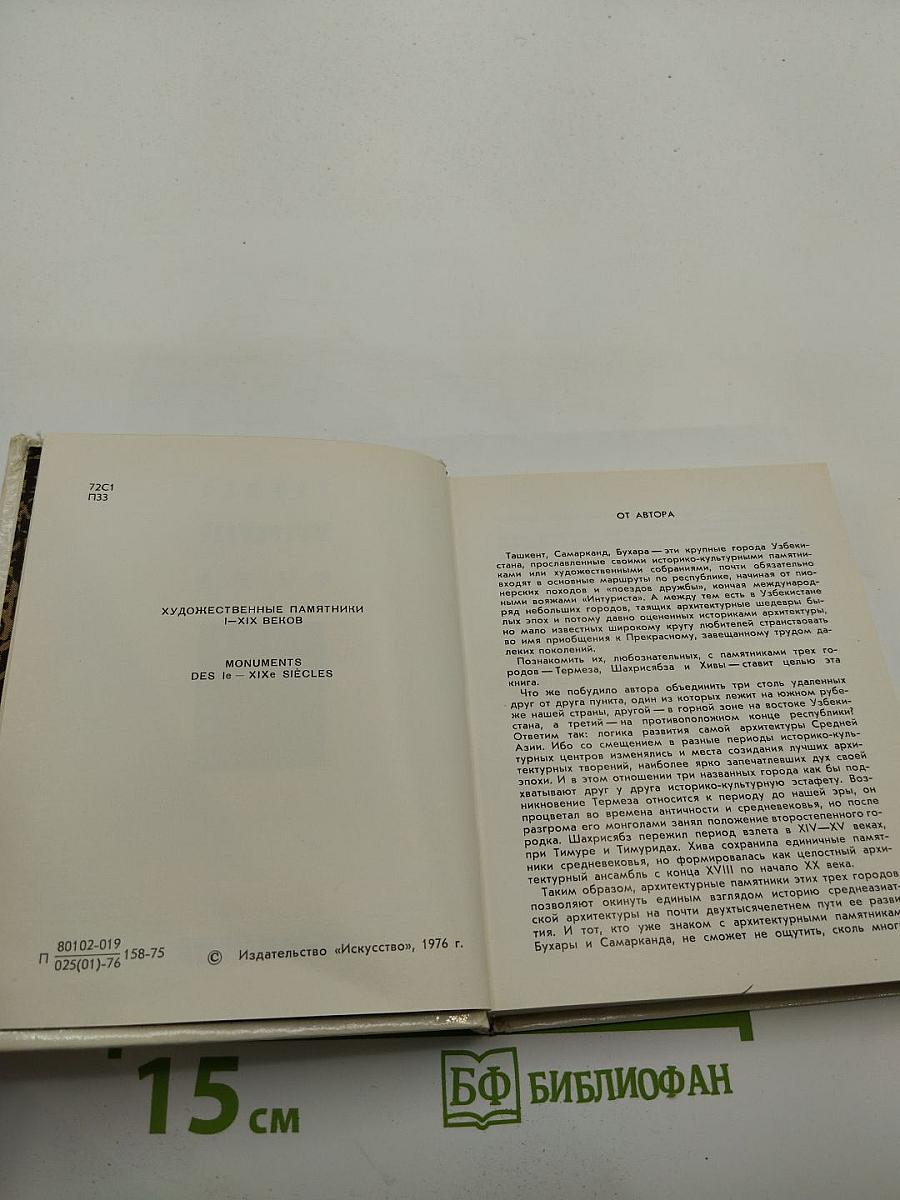 72С1
П33
ХУДОЖЕСТВЕННЫЕ ПАМЯТНИКИ
I—XIX ВЕКОВ
MONUMENTS
DES Ie — XIXe SIÈCLES
П 80102-019
025(01)-76 158-75
© Издательство «Искусство», 1976 г.
ОТ АВТОРА
Ташкент, Самарканд, Бухара — эти крупные города Узбеки-
стана, прославленные своими историко-культурными памятни-
ками или художественными собраниями, почти обязательно
входят в основные маршруты по республике, начиная от пио-
нерских походов и «поездов дружбы», кончая международ-
ными вояжами «Интуриста». А между тем есть в Узбекистане
ряд небольших городов, таящих архитектурные шедевры бы-
лых эпох и потому давно оцененных историками архитектуры,
но мало известных широкому кругу любителей странствовать
во имя приобщения к Прекрасному, завещанному трудом да-
леких поколений.
Познакомить их, любознательных, с памятниками трех го-
родов — Термеза, Шахрисябза и Хивы — ставит целью эта
книга.
Что же побудило автора объединить три столь удаленных
друг от друга пункта, один из которых лежит на южном рубе-
же нашей страны, другой — в горной зоне на востоке Узбеки-
стана, а третий — на противоположном конце республики?
Ответим так: логика развития самой архитектуры Средней
Азии. Ибо со смещением в разные периоды историко-куль-
турных центров изменялись и места созидания лучших архи-
тектурных творений, наиболее ярко запечатлевших дух своей
эпохи. И в этом отношении три названных города как бы под-
хватывают друг у друга историко-культурную эстафету. Воз-
никновение Термеза относится к периоду до нашей эры, он
процветал во времена античности и средневековья, но после
разгрома его монголами занял положение второстепенного го-
родка. Шахрисябз пережил период взлета в XIV—XV веках,
при Тимуре и Тимуридах. Хива сохранила единичные памят-
ники средневековья, но формировалась как целостный архи-
тектурный ансамбль с конца XVIII по начало XX века.
Таким образом, архитектурные памятники этих трех городов
позволяют окинуть единым взглядом историю среднеазиат-
ской архитектуры на почти двухтысячелетнем пути ее разви
тия. И тот, кто уже знаком с архитектурными памятникам
Бухары и Самарканда, не сможет не ощутить, сколь мног
15 см
БФ БИБЛИОФАН